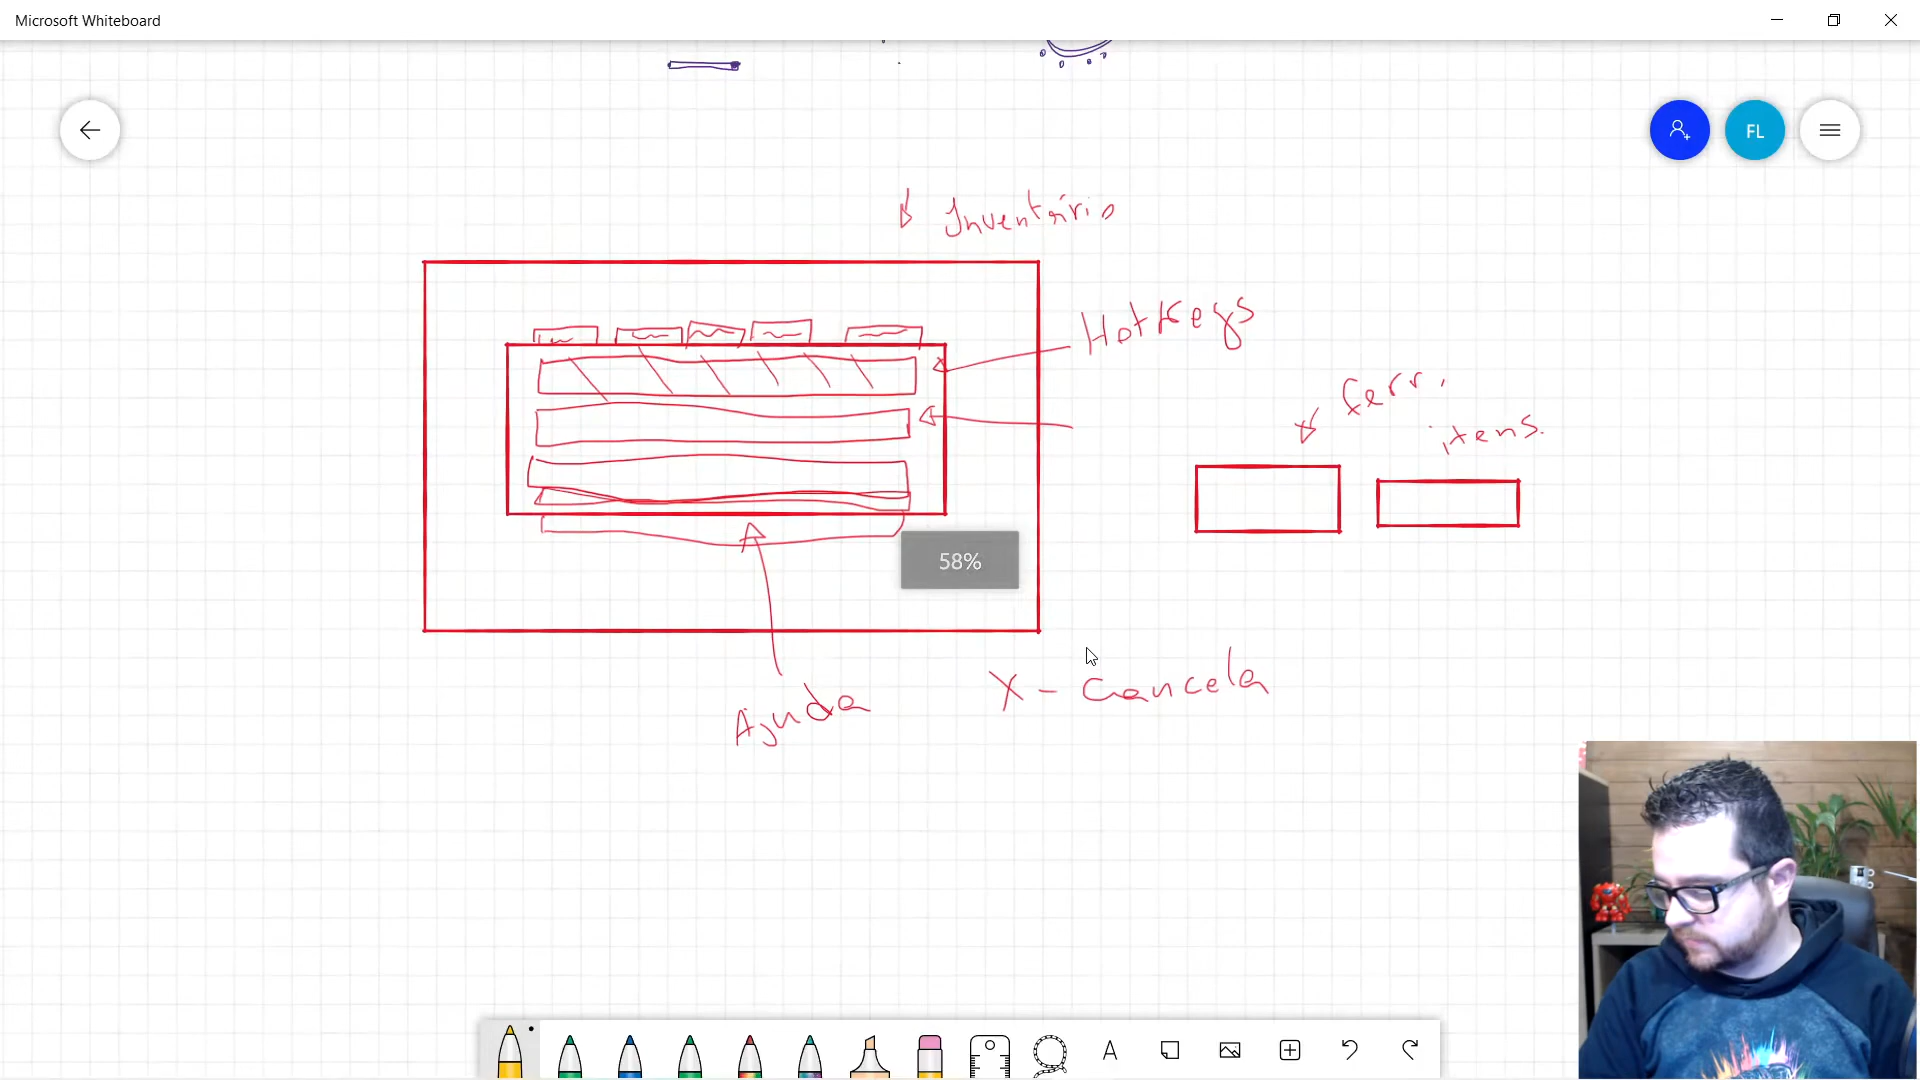 Microsoft Whiteboard
FL
Inventário
HotKeys
ferr.
itens.
58%
X - Cancela
Ajuda
A